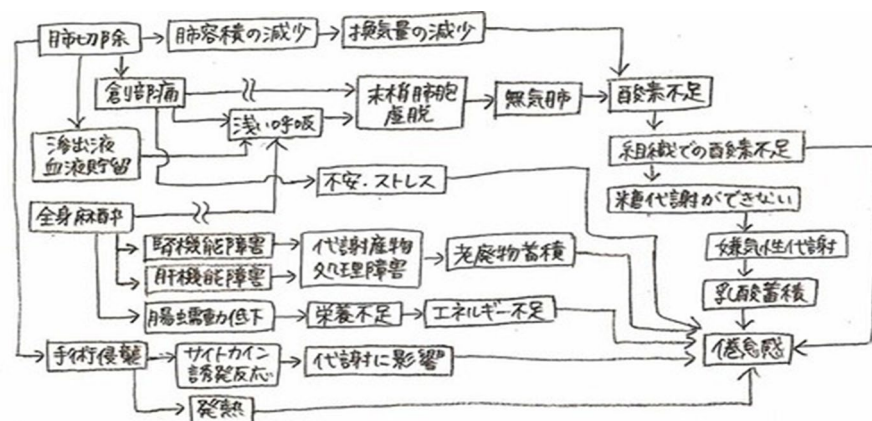 肺切除
肺容積の減少
換気量の減少
創部痛
末梢肺胞
虚脱
無気肺
酸素不足
浅い呼吸
滲出液
血液貯留
組織での酸素不足
不安・ストレス
糖代謝ができない
全身麻酔
腎機能障害
代謝産物
処理障害
老廃物蓄積
嫌気性代謝
肝機能障害
乳酸蓄積
腸蠕動低下
栄養不足
エネルギー不足
倦怠感
手術侵襲
サイトカイン
誘発反応
代謝に影響
発熱